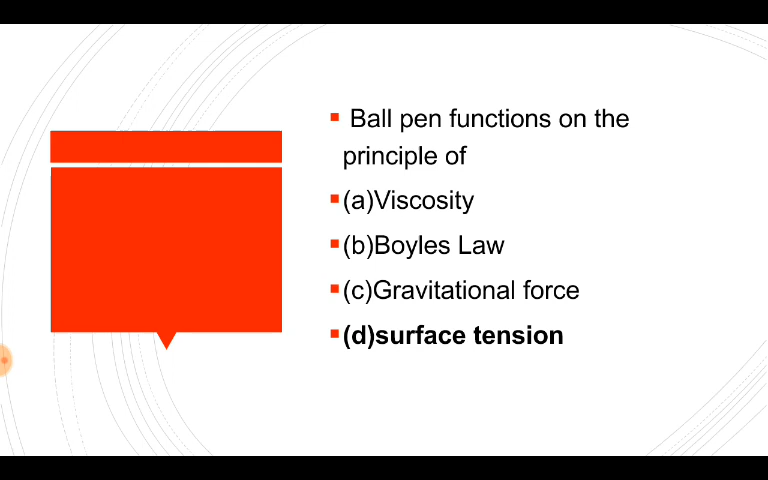 Ball pen functions on the
principle of
(a)Viscosity
(b)Boyles Law
(c)Gravitational force
(d)surface tension